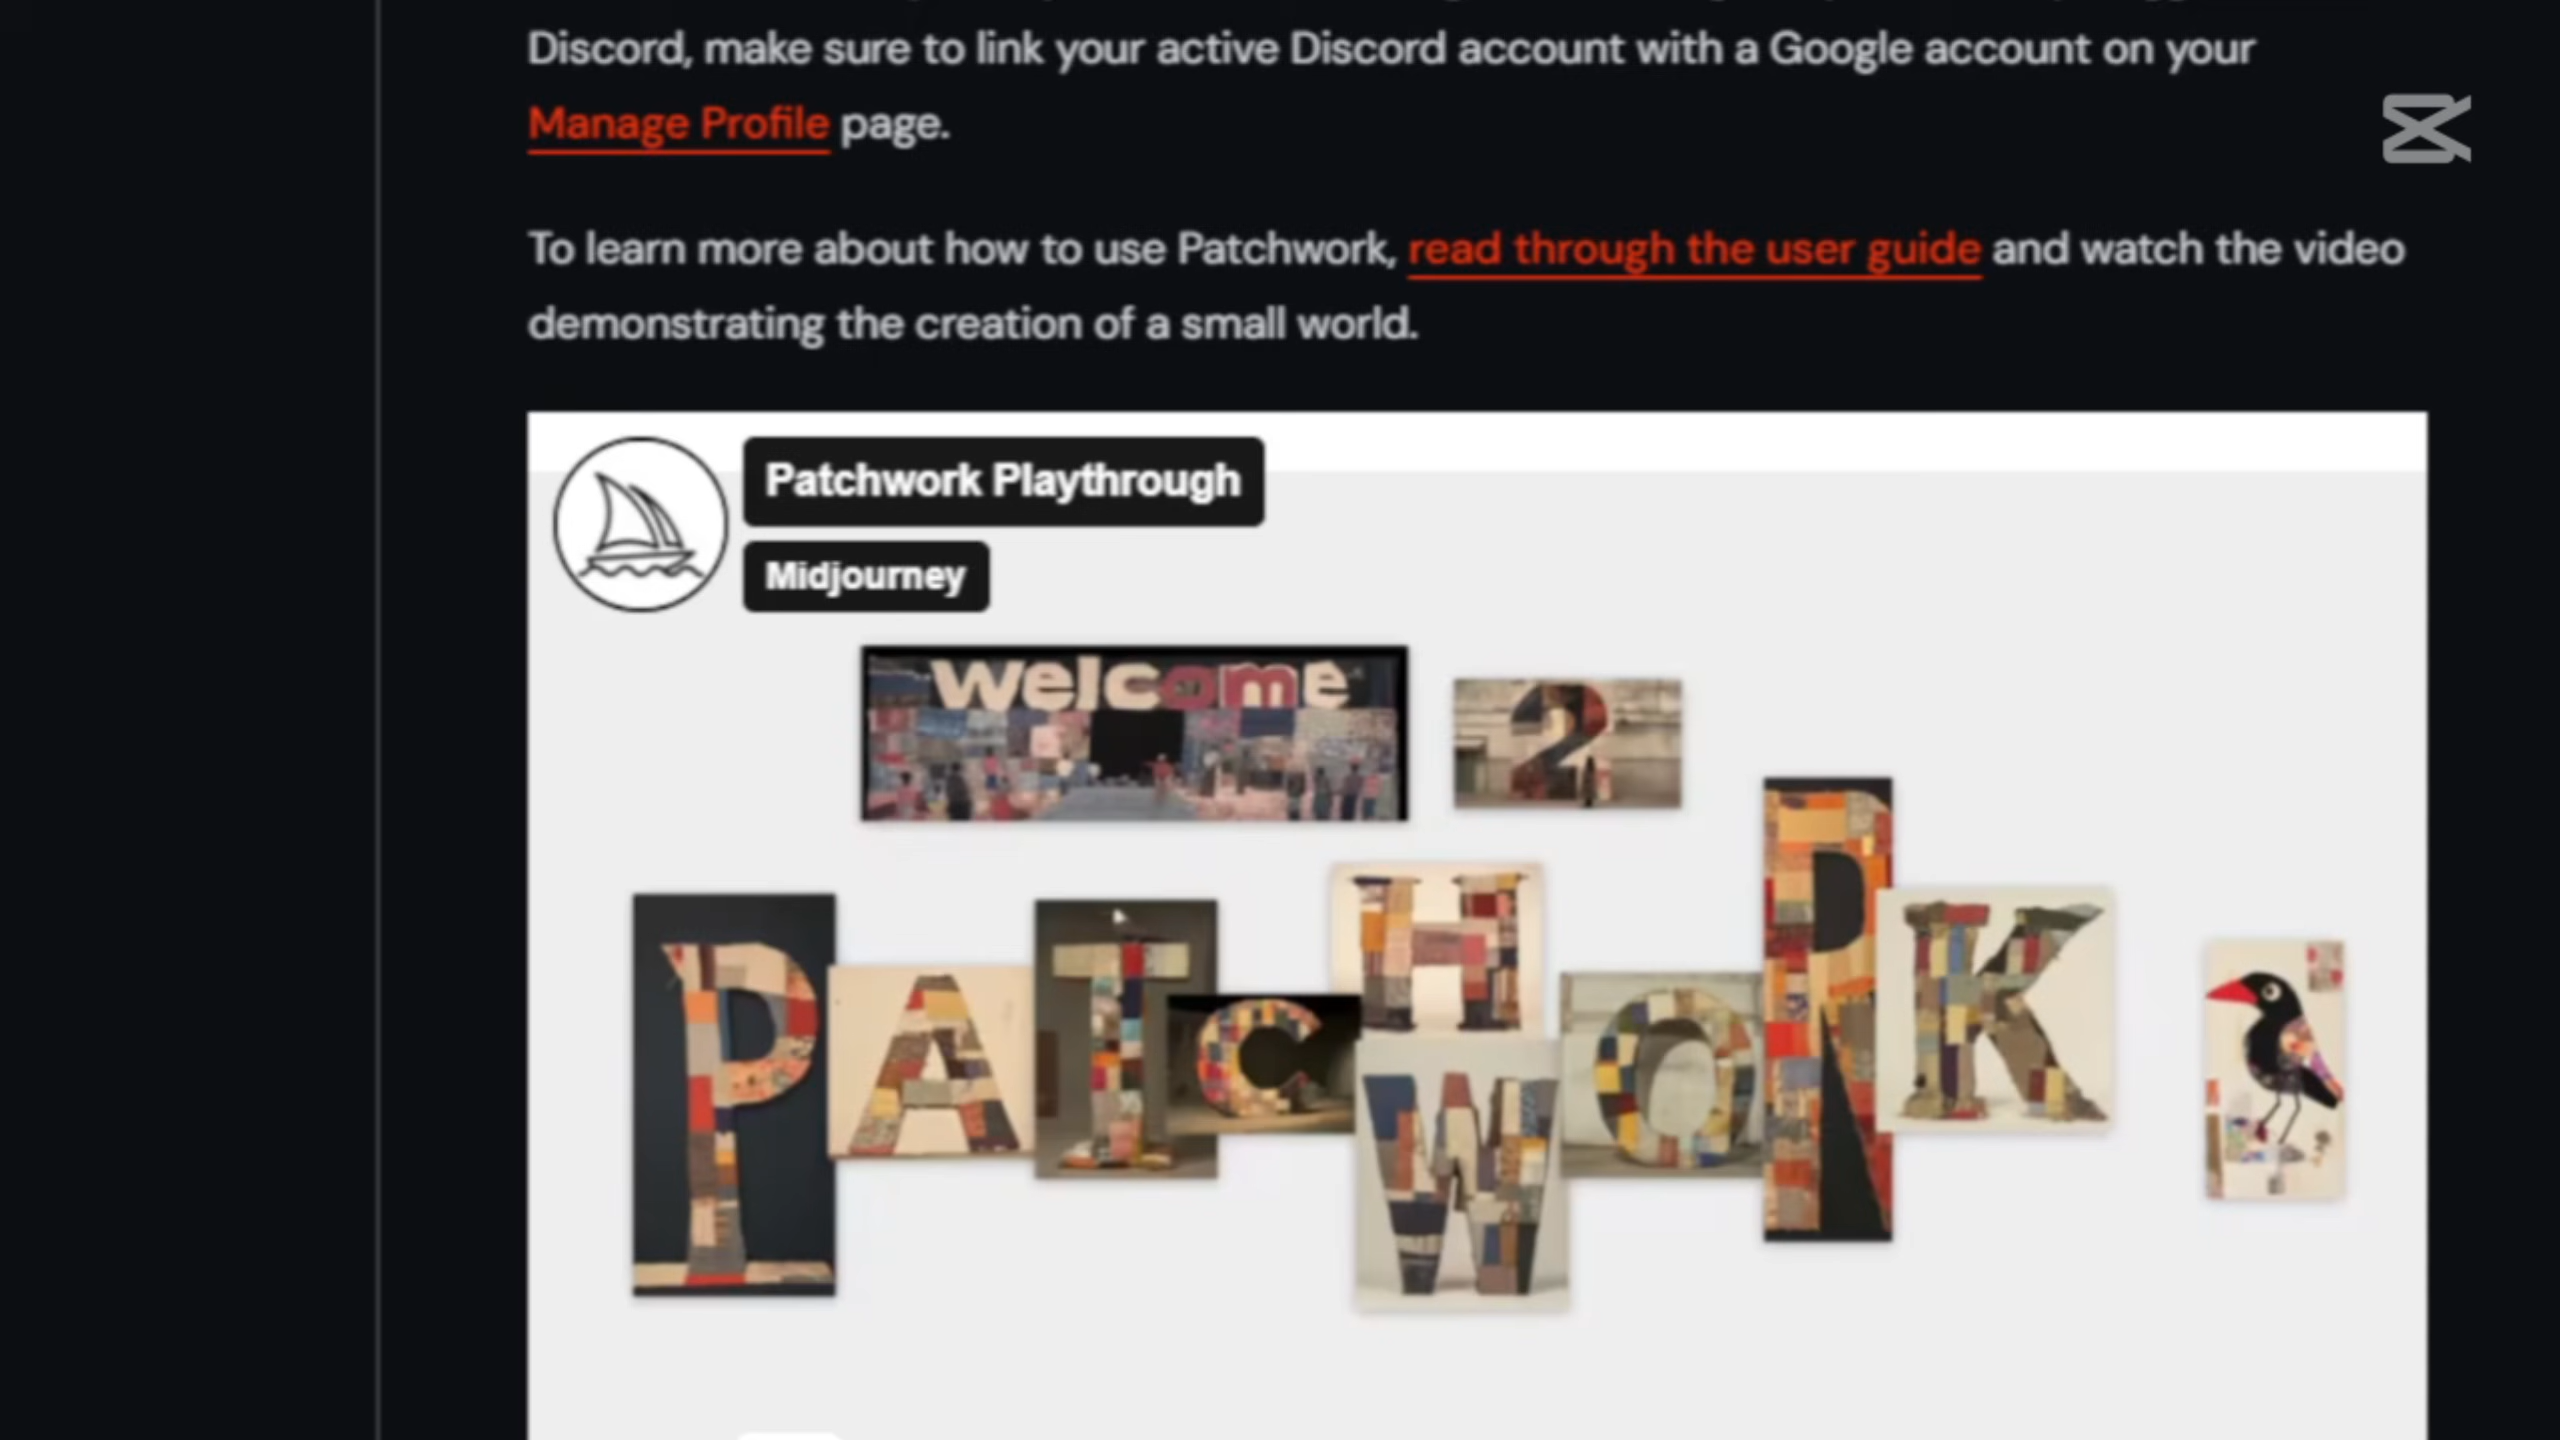 Discord, make sure to link your active Discord account with a Google account on your
Manage Profile page.
To learn more about how to use Patchwork, read through the user guide and watch the video
demonstrating the creation of a small world.
Patchwork Playthrough
Midjourney
welcome
2
PATCHWORK